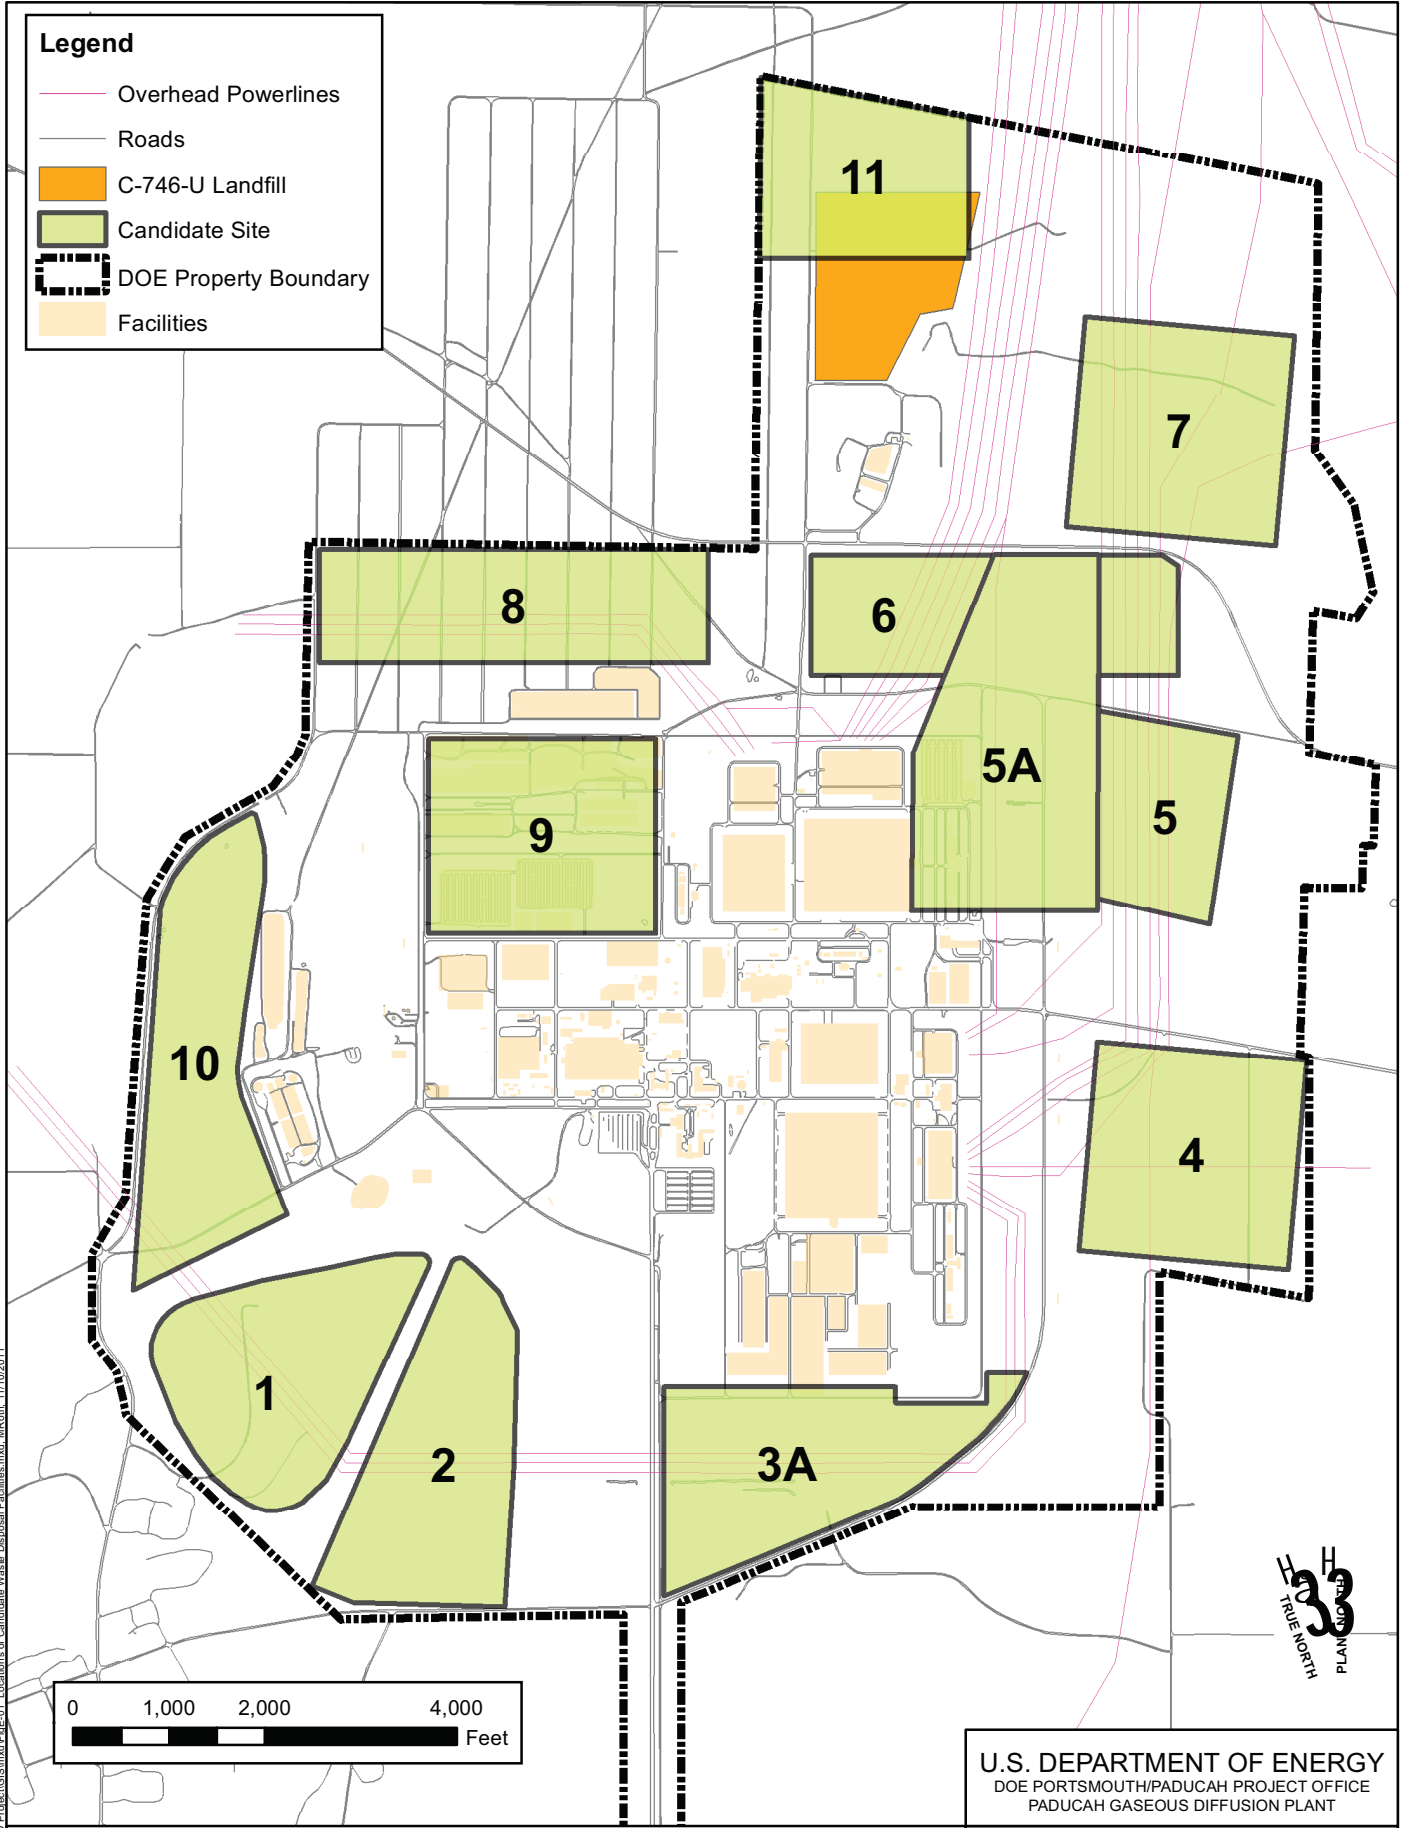 Legend
Overhead Powerlines
Roads
C-746-U Landfill
Candidate Site
DOE Property Boundary
Facilities
11
7
8
6
5A
5
9
10
4
1
2
3A
TRUE NORTH
PLAN NORTH
0 1,000 2,000 4,000
Feet
U.S. DEPARTMENT OF ENERGY
DOE PORTSMOUTH/PADUCAH PROJECT OFFICE
PADUCAH GASEOUS DIFFUSION PLANT